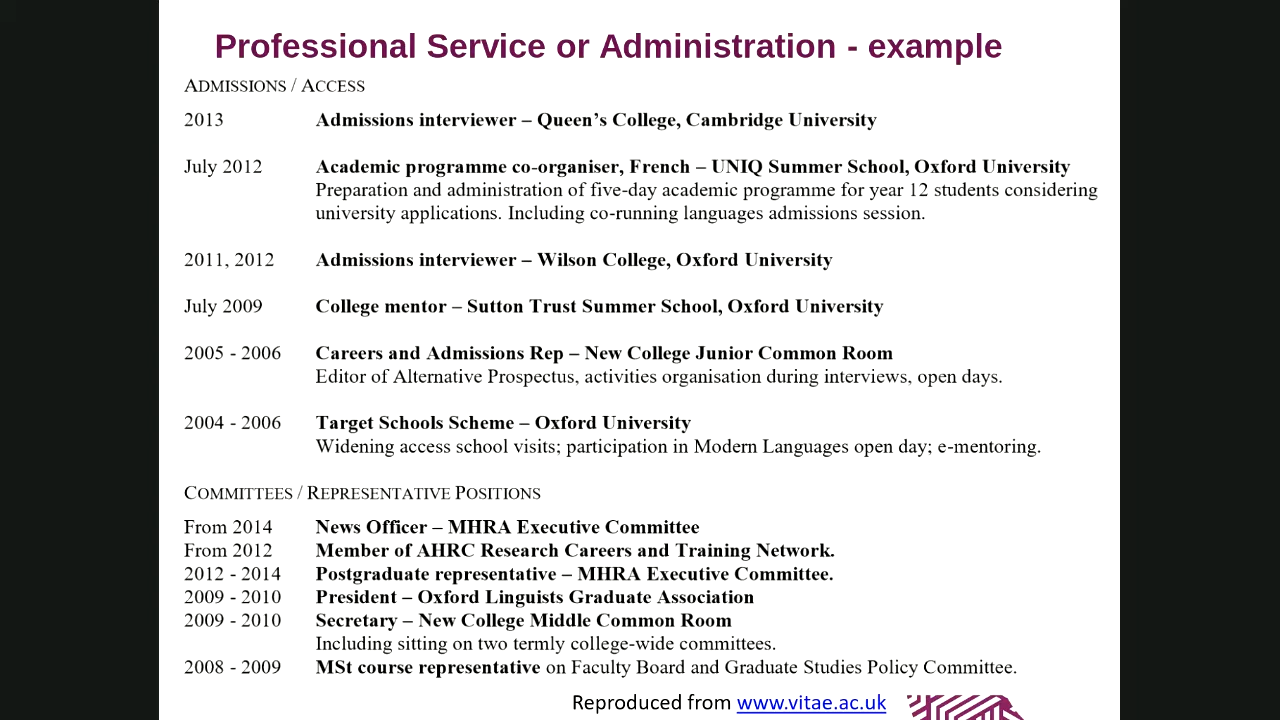 Professional Service or Administration - example
ADMISSIONS / ACCESS
2013 Admissions interviewer – Queen's College, Cambridge University
July 2012 Academic programme co-organiser, French – UNIQ Summer School, Oxford University
Preparation and administration of five-day academic programme for year 12 students considering
university applications. Including co-running languages admissions session.
2011, 2012 Admissions interviewer – Wilson College, Oxford University
July 2009 College mentor – Sutton Trust Summer School, Oxford University
2005 - 2006 Careers and Admissions Rep – New College Junior Common Room
Editor of Alternative Prospectus, activities organisation during interviews, open days.
2004 - 2006 Target Schools Scheme – Oxford University
Widening access school visits; participation in Modern Languages open day; e-mentoring.
COMMITTEES / REPRESENTATIVE POSITIONS
From 2014 News Officer – MHRA Executive Committee
From 2012 Member of AHRC Research Careers and Training Network.
2012 - 2014 Postgraduate representative – MHRA Executive Committee.
2009 - 2010 President – Oxford Linguists Graduate Association
2009 - 2010 Secretary – New College Middle Common Room
Including sitting on two termly college-wide committees.
2008 - 2009 MSt course representative on Faculty Board and Graduate Studies Policy Committee.
Reproduced from www.vitae.ac.uk